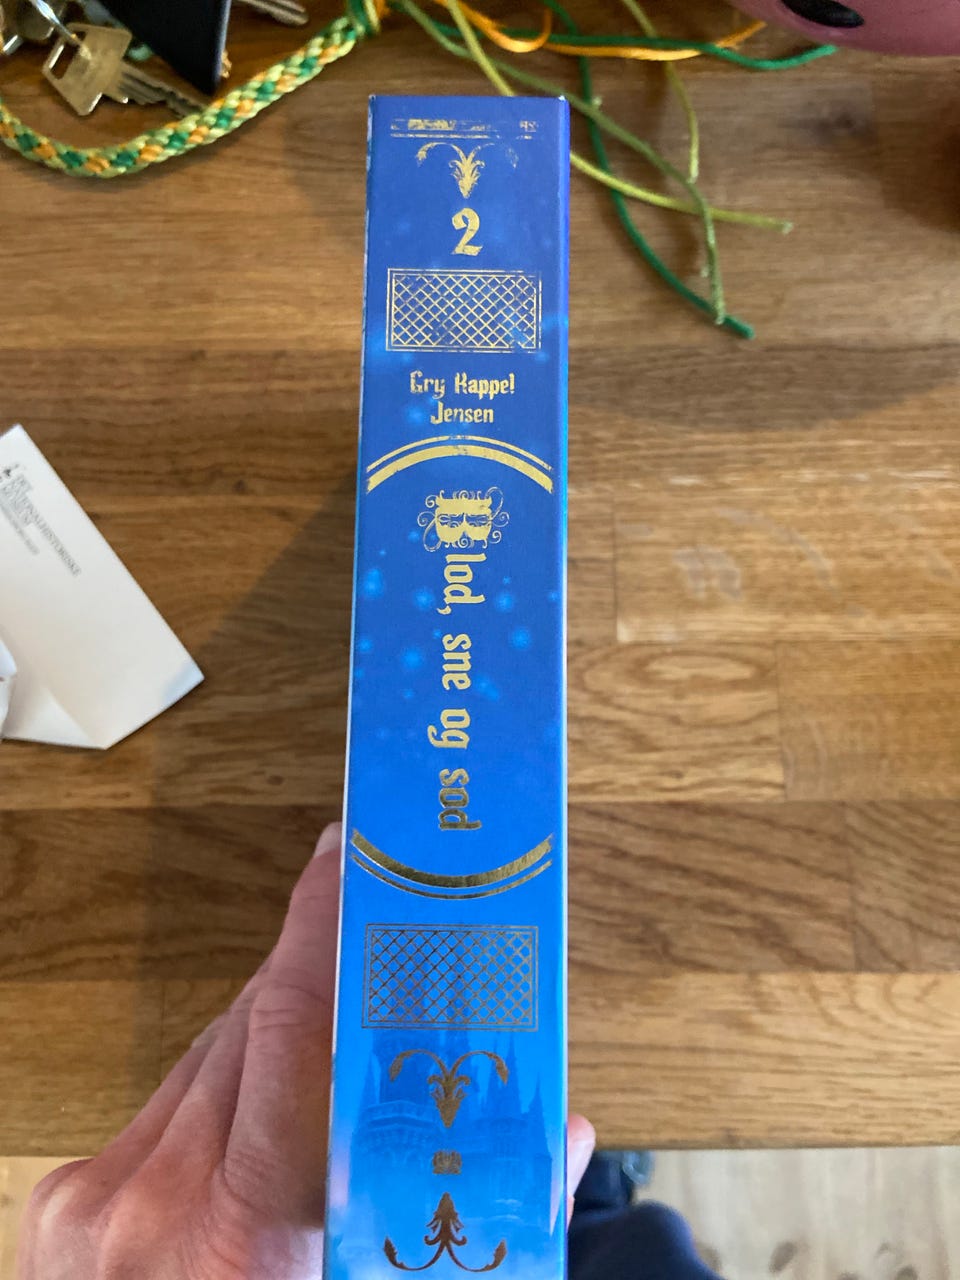 2
Gry Kappel
Jensen
Blod, sne og sod